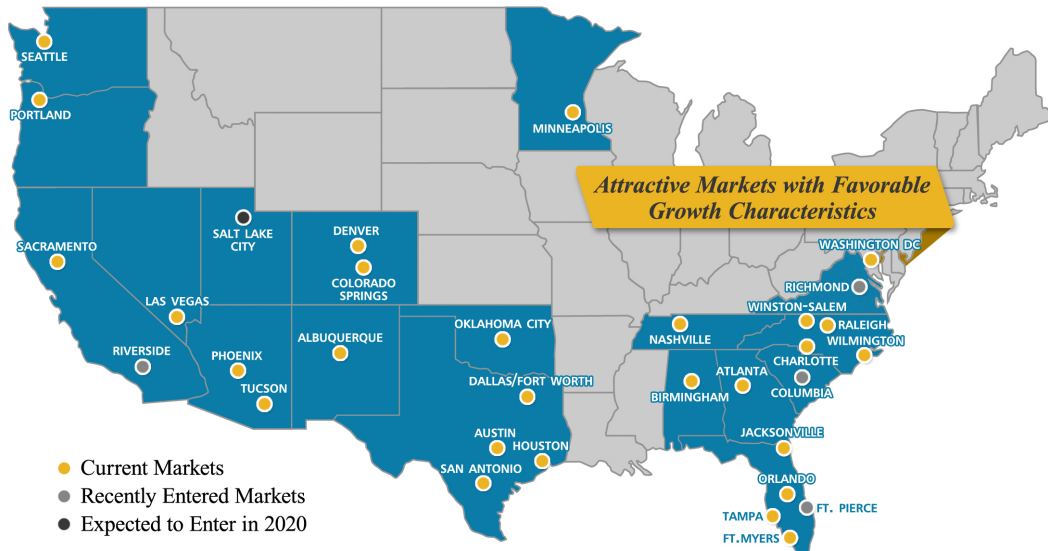 SEATTLE
PORTLAND
MINNEAPOLIS
Attractive Markets with Favorable
Growth Characteristics
SALT LAKE
CITY
DENVER
COLORADO
SPRINGS
SACRAMENTO
WASHINGTON DC
RICHMOND
LAS VEGAS
WINSTON-SALEM
OKLAHOMA CITY
RALEIGH
ALBUQUERQUE
NASHVILLE
WILMINGTON
RIVERSIDE
CHARLOTTE
PHOENIX
ATLANTA
DALLAS/FORT WORTH
COLUMBIA
TUCSON
BIRMINGHAM
AUSTIN
HOUSTON
JACKSONVILLE
SAN ANTONIO
ORLANDO
FT. PIERCE
TAMPA
FT.MYERS
Current Markets
Recently Entered Markets
Expected to Enter in 2020